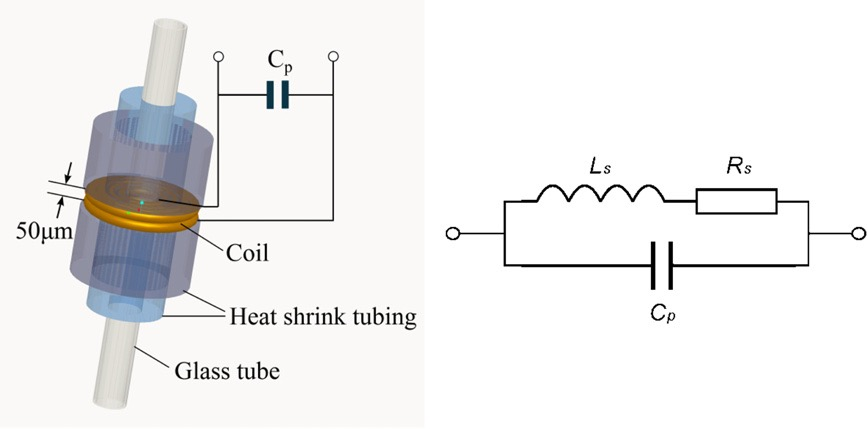 Cp
50μm
Coil
Heat shrink tubing
Glass tube
Ls
Rs
Cp